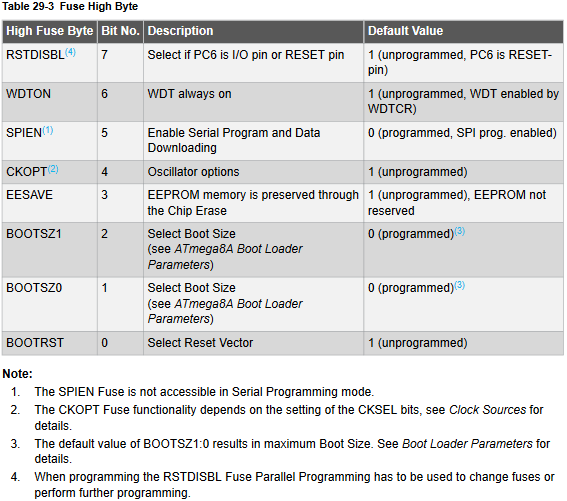 Table 29-3 Fuse High Byte
High Fuse Byte Bit No. Description Default Value
RSTDISBL(4) 7 Select if PC6 is I/O pin or RESET pin 1 (unprogrammed, PC6 is RESET-
pin)
WDTON 6 WDT always on 1 (unprogrammed, WDT enabled by
WDTCR)
SPIEN(1) 5 Enable Serial Program and Data 0 (programmed, SPI prog. enabled)
Downloading
CKOPT(2) 4 Oscillator options 1 (unprogrammed)
EESAVE 3 EEPROM memory is preserved through 1 (unprogrammed), EEPROM not
the Chip Erase reserved
BOOTSZ1 2 Select Boot Size 0 (programmed)(3)
(see ATmega8A Boot Loader
Parameters)
BOOTSZ0 1 Select Boot Size 0 (programmed)(3)
(see ATmega8A Boot Loader
Parameters)
BOOTRST 0 Select Reset Vector 1 (unprogrammed)
Note:
1. The SPIEN Fuse is not accessible in Serial Programming mode.
2. The CKOPT Fuse functionality depends on the setting of the CKSEL bits, see Clock Sources for
details.
3. The default value of BOOTSZ1:0 results in maximum Boot Size. See Boot Loader Parameters for
details.
4. When programming the RSTDISBL Fuse Parallel Programming has to be used to change fuses or
perform further programming.